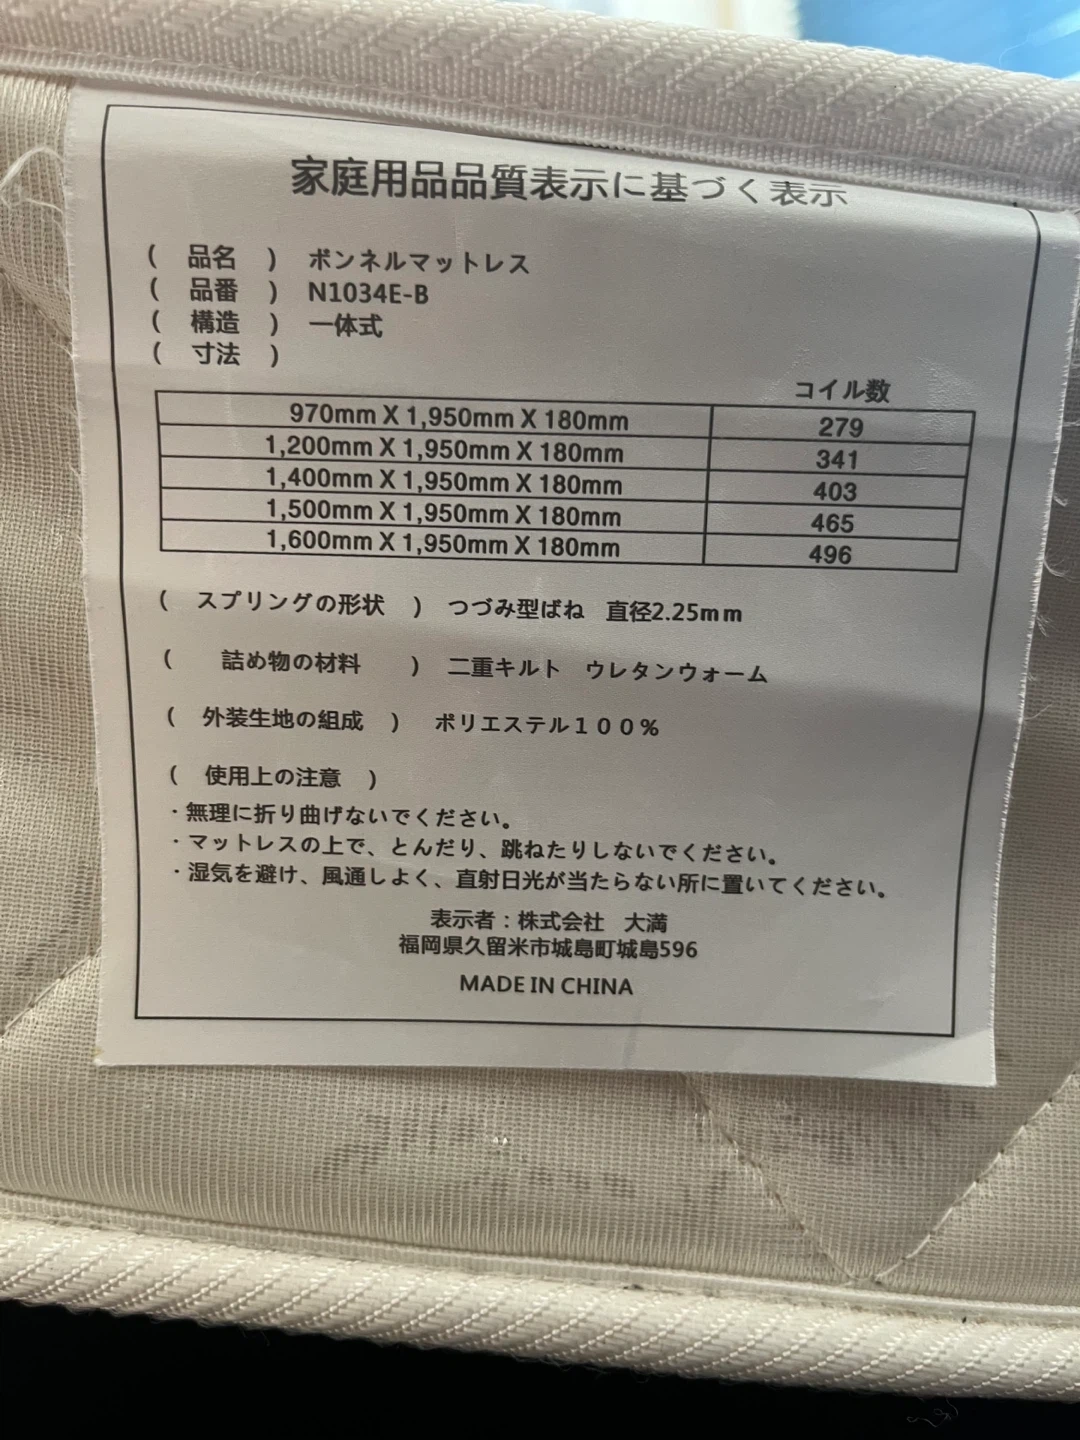 家庭用品品質表示に基づく表示
( 品名 ) ボンネルマットレス
( 品番 ) N1034E-B
( 構造 ) 一体式
( 寸法 )
コイル数
970mm X 1,950mm X 180mm 279
1,200mm X 1,950mm X 180mm 341
1,400mm X 1,950mm X 180mm 403
1,500mm X 1,950mm X 180mm 465
1,600mm X 1,950mm X 180mm 496
( スプリングの形状 ) つづみ型ばね 直径2.25mm
( 詰め物の材料 ) 二重キルト ウレタンウォーム
( 外装生地の組成 ) ポリエステル１００%
( 使用上の注意 )
・無理に折り曲げないでください。
・マットレスの上で、とんだり、跳ねたりしないでください。
・湿気を避け、風通しよく、直射日光が当たらない所に置いてください。
表示者：株式会社 大満
福岡県久留米市城島町城島596
MADE IN CHINA